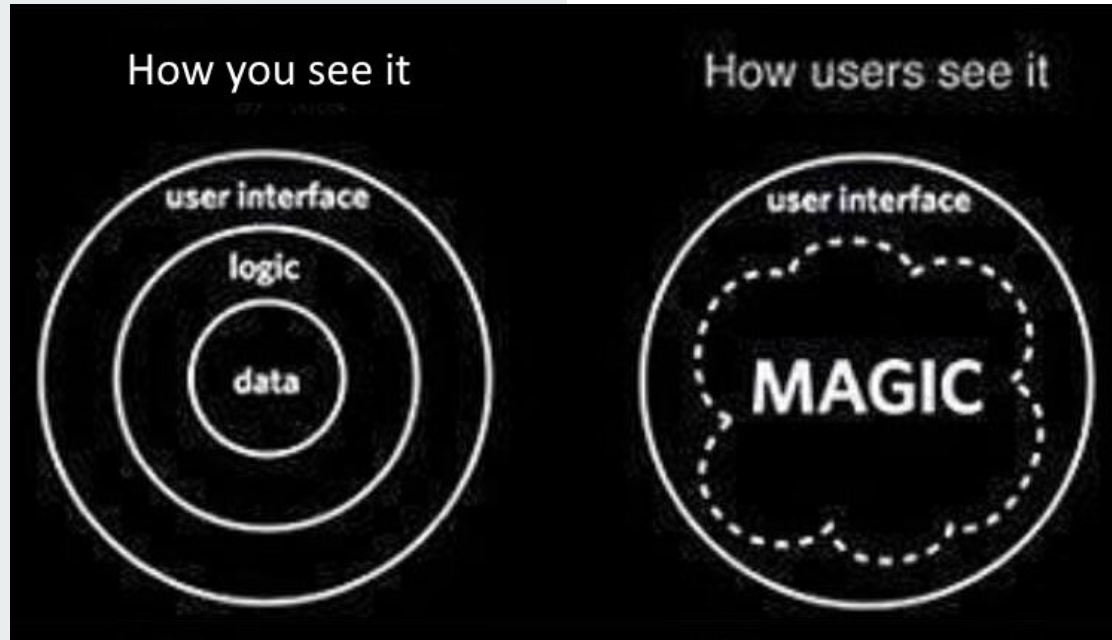 How you see it
user interface
logic
data
How users see it
user interface
MAGIC